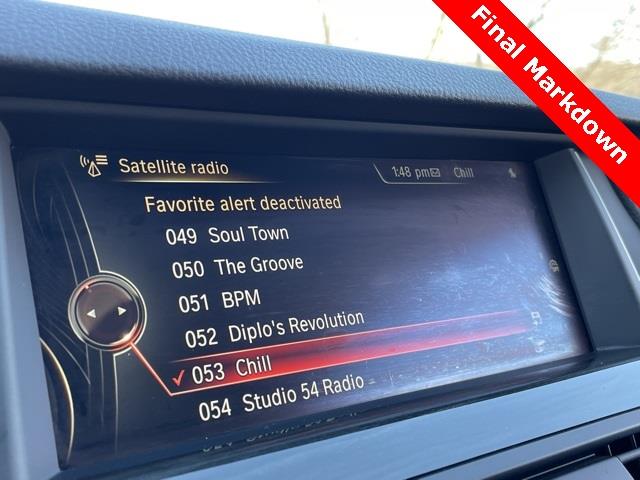 Final Markdown
Satellite radio
1:48 pm Chill
Favorite alert deactivated
049 Soul Town
050 The Groove
051 BPM
052 Diplo's Revolution
053 Chill
054 Studio 54 Radio